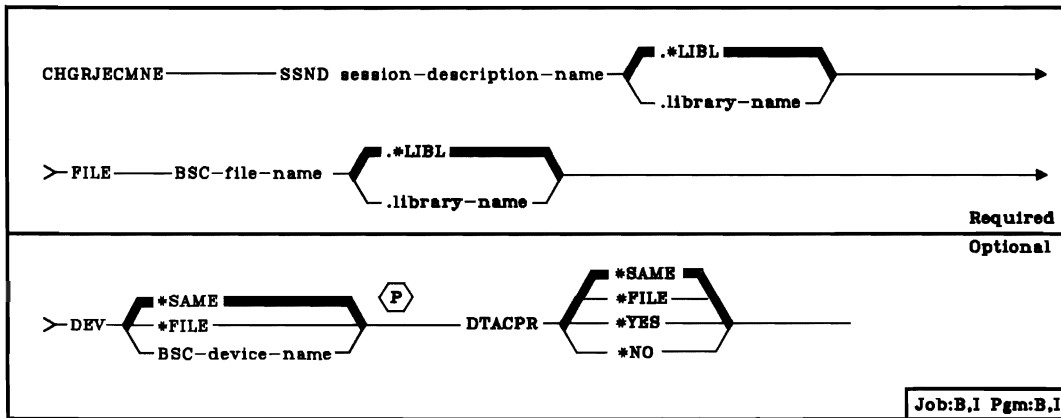 .*LIBL
CHGRJECMNE SSND session-description-name
.library-name
.*LIBL
FILE BSC-file-name
.library-name
Required
Optional
*SAME P *SAME
*FILE
DEV *FILE DTACPR *YES
BSC-device-name *NO
Job:B,I Pgm:B,I